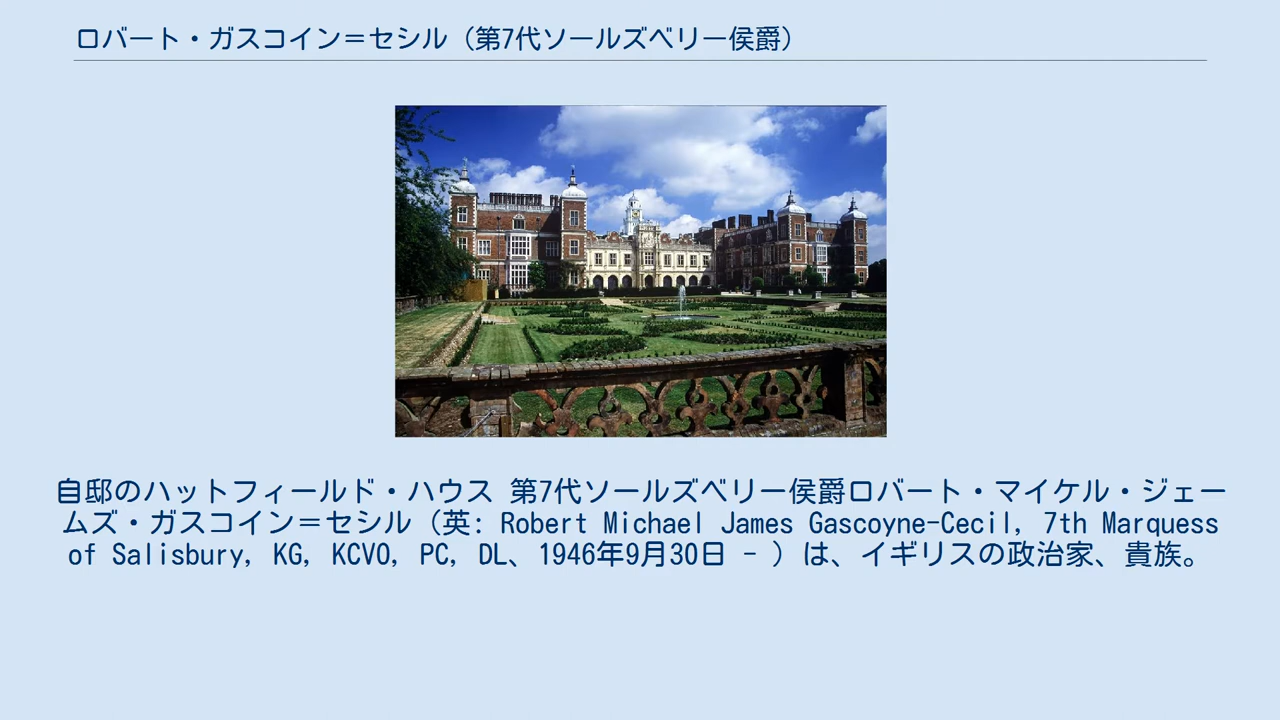 ロバート・ガスコイン＝セシル（第7代ソールズベリー侯爵）
自邸のハットフィールド・ハウス 第7代ソールズベリー侯爵ロバート・マイケル・ジェー
ムズ・ガスコイン＝セシル（英: Robert Michael James Gascoyne-Cecil, 7th Marquess
of Salisbury, KG, KCVO, PC, DL、1946年9月30日 - ）は、イギリスの政治家、貴族。